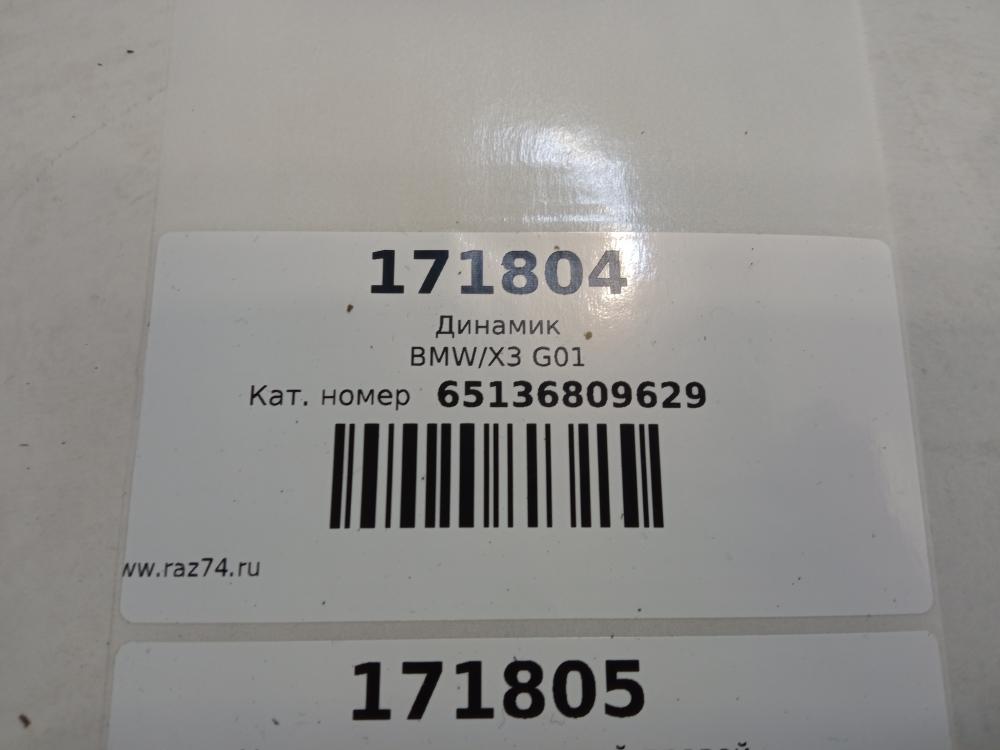 171804
Динамик
BMW/X3 G01
Кат. номер 65136809629
ww.raz74.ru
171805